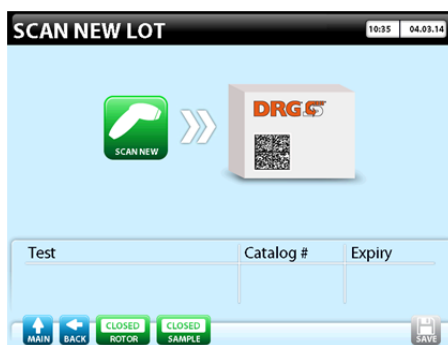 SCAN NEW LOT
10:35 04.03.14
SCAN NEW
DRG
Test Catalog # Expiry
MAIN BACK CLOSED ROTOR CLOSED SAMPLE SAVE